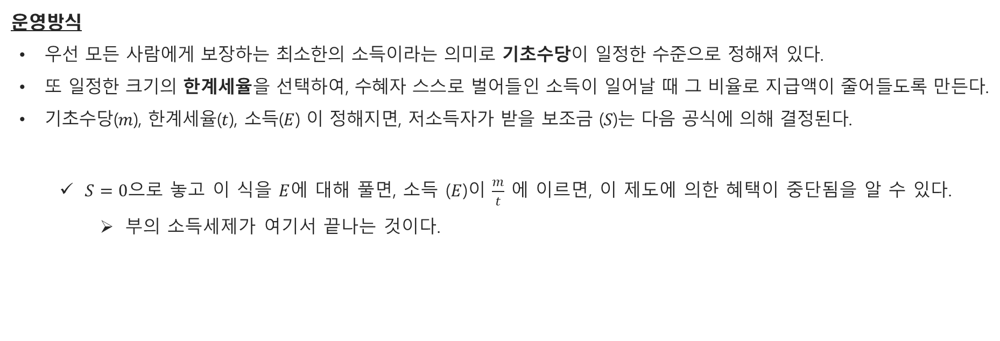 운영방식
• 우선 모든 사람에게 보장하는 최소한의 소득이라는 의미로 기초수당이 일정한 수준으로 정해져 있다.
• 또 일정한 크기의 한계세율을 선택하여, 수혜자 스스로 벌어들인 소득이 일어날 때 그 비율로 지급액이 줄어들도록 만든다.
• 기초수당(m), 한계세율(t), 소득(E) 이 정해지면, 저소득자가 받을 보조금 (S)는 다음 공식에 의해 결정된다.
✓ S = 0으로 놓고 이 식을 E에 대해 풀면, 소득 (E)이 m/t 에 이르면, 이 제도에 의한 혜택이 중단됨을 알 수 있다.
➢ 부의 소득세제가 여기서 끝나는 것이다.